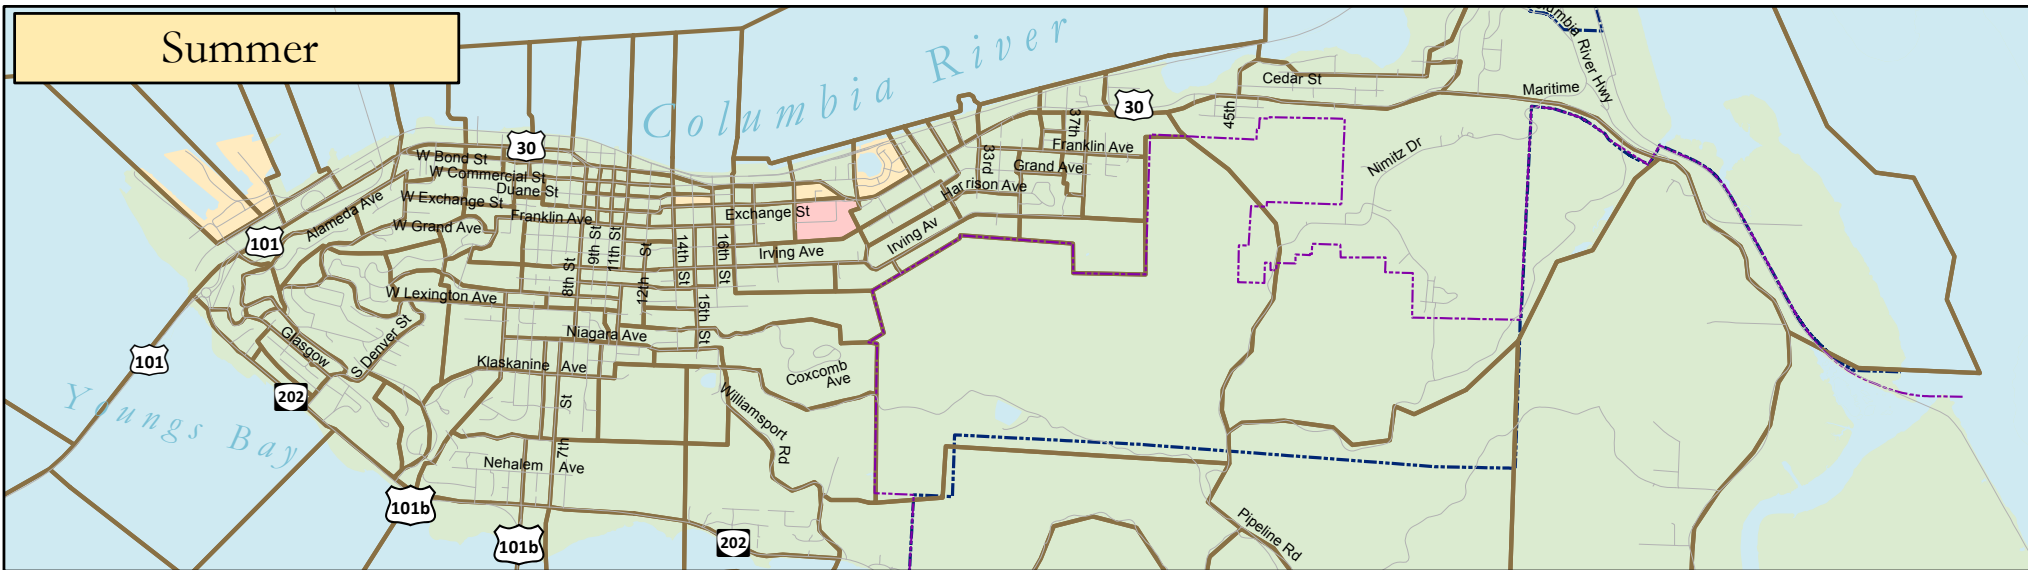 Summer
Columbia River
Columbia River Hwy
Cedar St
Maritime
30
45th
37th
30
W Bond St
W Commercial St
Duane St
W Exchange St
Franklin Ave
Franklin Ave
Grand Ave
33rd
Harrison Ave
Nimitz Dr
Alameda Ave
W Grand Ave
Exchange St
Irving Ave
Irving Av
101
8th St
9th St
11th St
12th St
14th St
16th St
15th St
W Lexington Ave
Niagara Ave
Glasgow
S Denver St
Klaskanine Ave
Coxcomb
Ave
101
202
Youngs Bay
Williamsport Rd
7th St
Nehalem Ave
101b
101b
202
Pipeline Rd